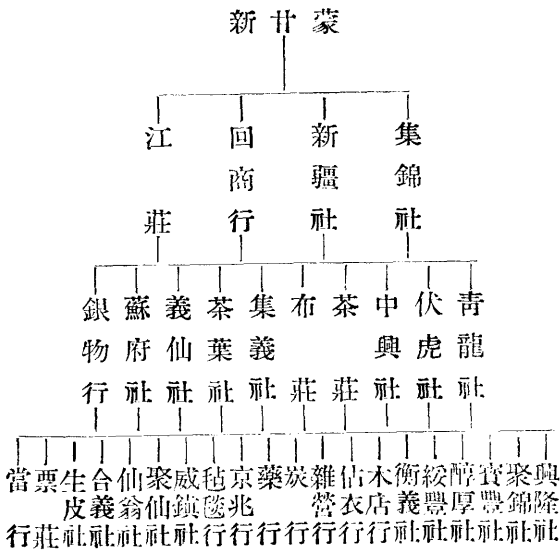 蒙甘新
集錦社
新疆社
回商行
江莊
青龍社
伏虎社
中興社
茶莊
布莊
集義社
茶葉社
義仙社
蘇府社
銀物行
興隆社
聚錦社
寶豐社
醇厚社
綏豐社
衡義社
木店行
估衣行
雜營行
炭行
藥行
京兆行
毡毯行
威鎮社
聚仙社
仙翁社
合義社
生皮社
票莊
當行